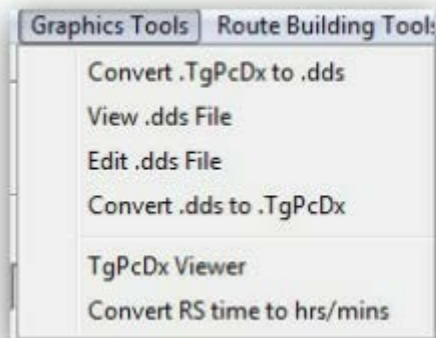 Graphics Tools Route Building Tools
Convert .TgPcDx to .dds
View .dds File
Edit .dds File
Convert .dds to .TgPcDx
TgPcDx Viewer
Convert RS time to hrs/mins